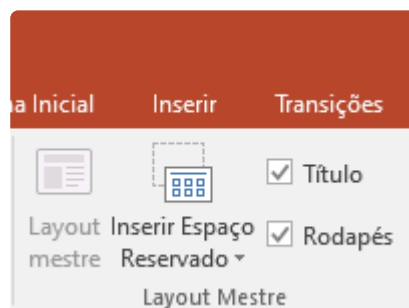 a Inicial Inserir Transições
Layout mestre
Inserir Espaço Reservado
Título
Rodapés
Layout Mestre